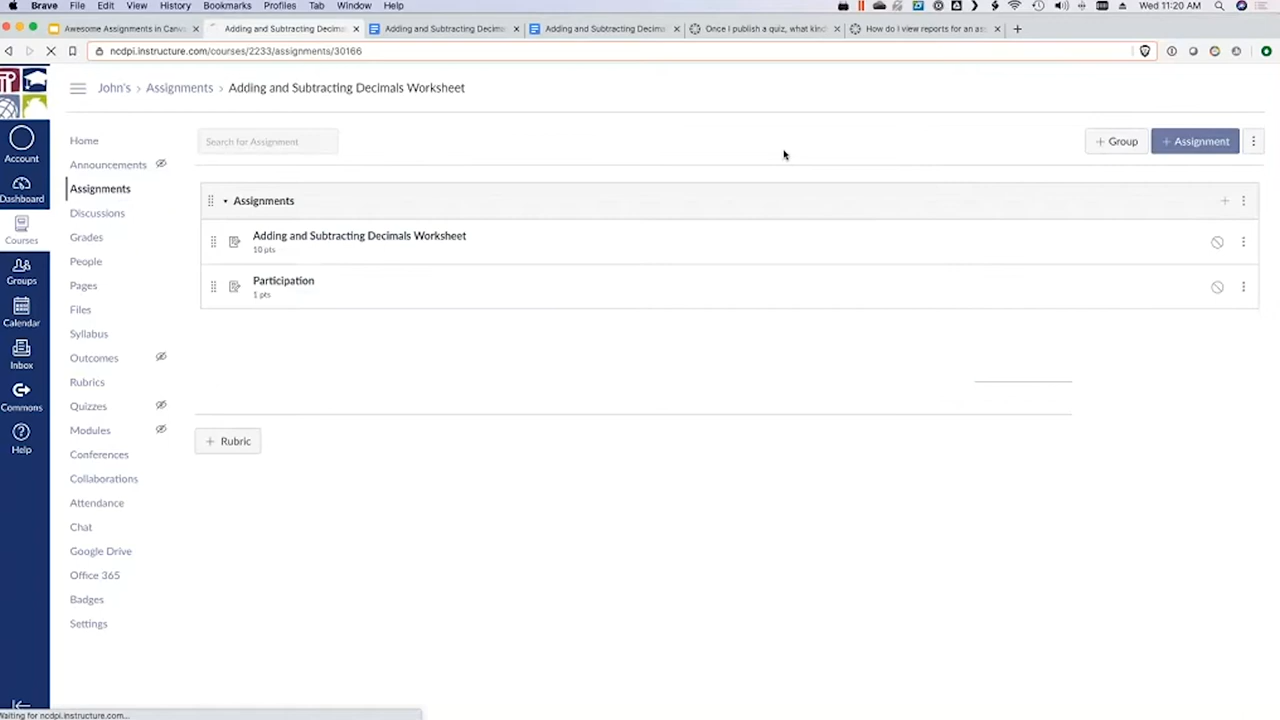 Brave File Edit View History Bookmarks Profiles Tab Window Help Wed 11:20 AM
Awesome Assignments in Canva Adding and Subtracting Decima Adding and Subtracting Decim Adding and Subtracting Decim Once I publish a quiz, what kind How do I view reports for an as
ncdpi.instructure.com/courses/2233/assignments/30166
John's › Assignments › Adding and Subtracting Decimals Worksheet
Account
Dashboard
Courses
Groups
Calendar
Inbox
Commons
Help
Home
Announcements
Assignments
Discussions
Grades
People
Pages
Files
Syllabus
Outcomes
Rubrics
Quizzes
Modules
Conferences
Collaborations
Attendance
Chat
Google Drive
Office 365
Badges
Settings
Search for Assignment
+ Group
+ Assignment
Assignments
Adding and Subtracting Decimals Worksheet
10 pts
Participation
1 pts
+ Rubric
Waiting for ncdpi.instructure.com...